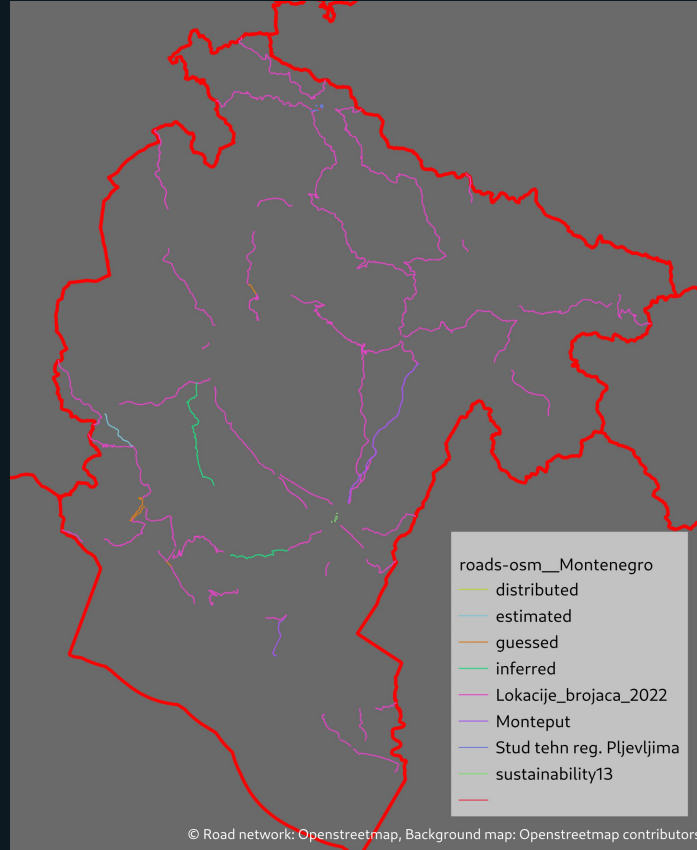 roads-osm__Montenegro
distributed
estimated
guessed
inferred
Lokacije_brojaca_2022
Monteput
Stud tehn reg. Pljevljima
sustainability13
© Road network: Openstreetmap, Background map: Openstreetmap contributors